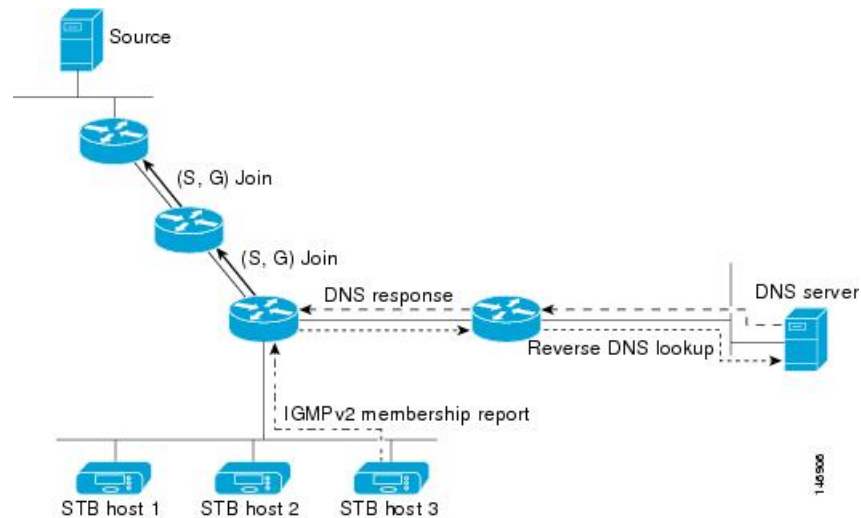 Source
(S, G) Join
(S, G) Join
DNS response
DNS server
Reverse DNS lookup
IGMPv2 membership report
STB host 1
STB host 2
STB host 3
146906